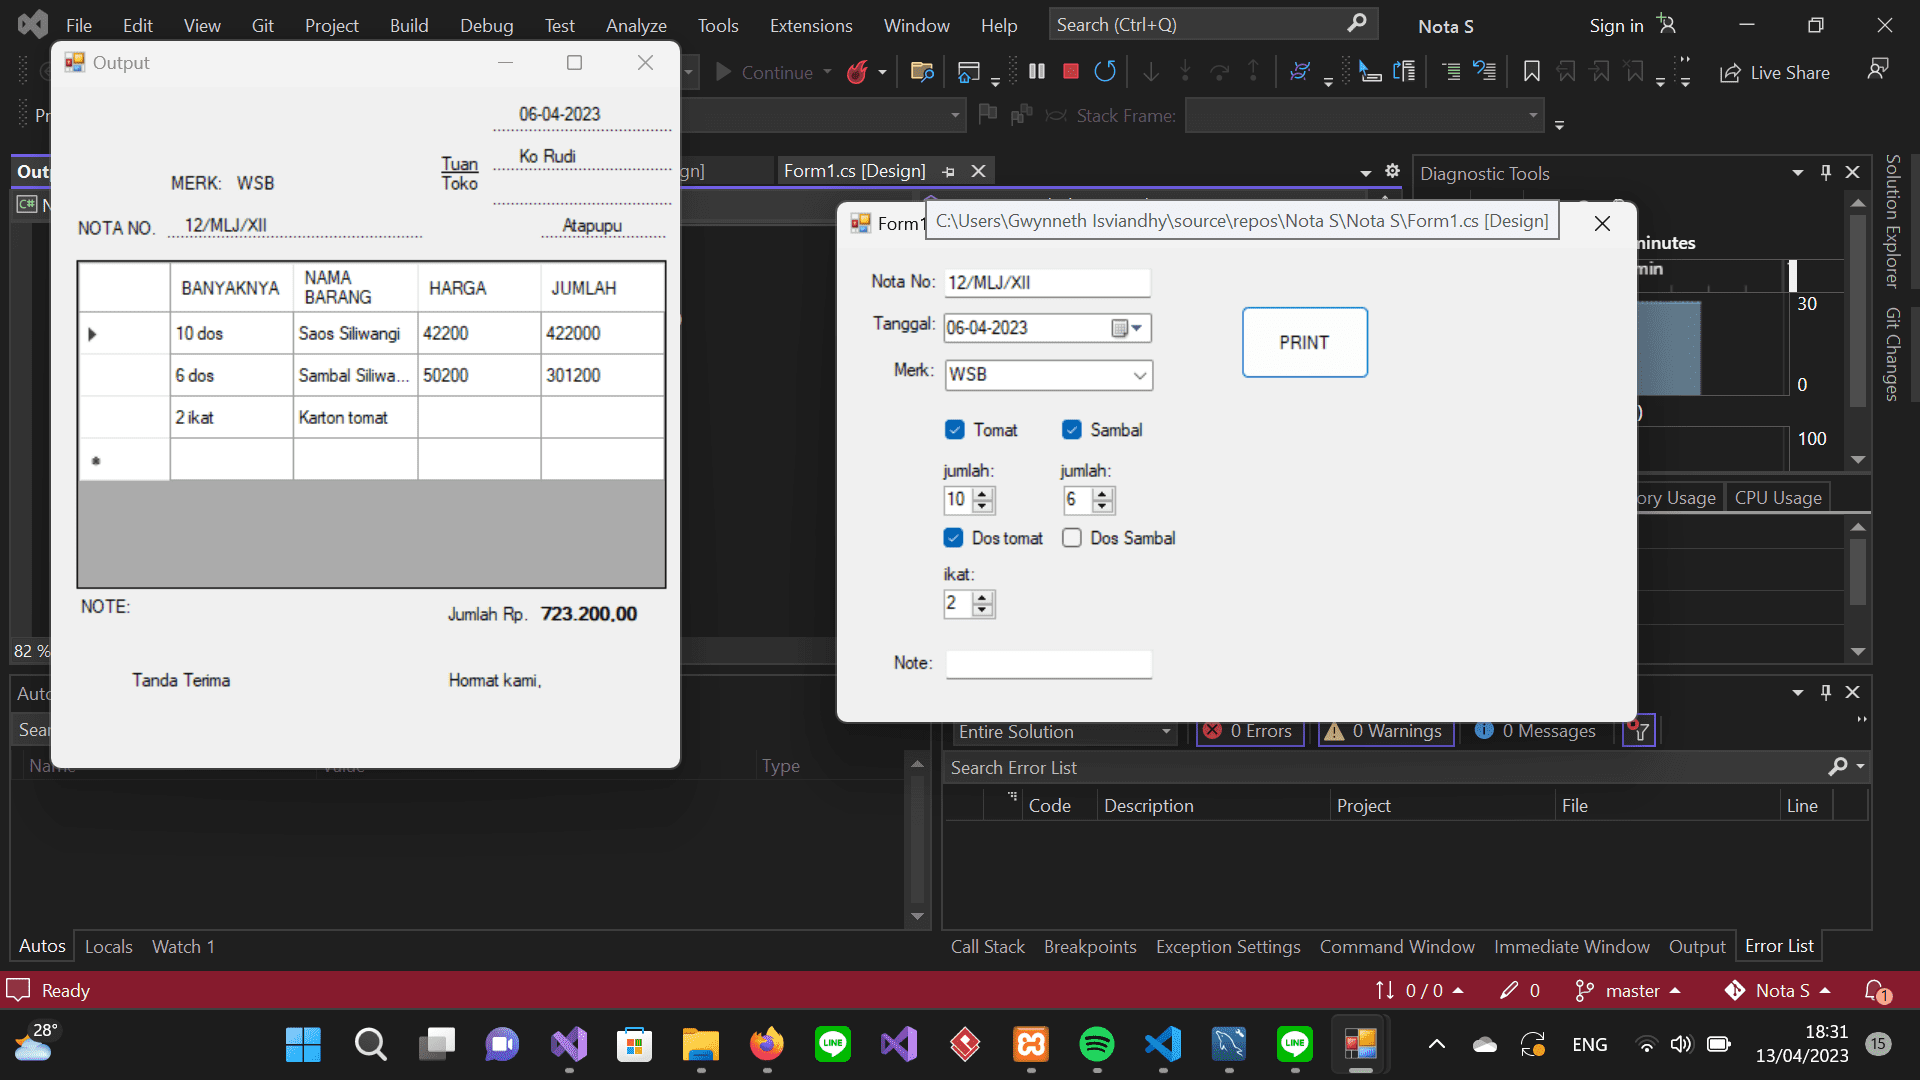 File Edit View Git Project Build Debug Test Analyze Tools Extensions Window Help Search (Ctrl+Q) Nota S Sign in
Continue Live Share
Stack Frame:
Form1.cs [Design]
Output
06-04-2023
Tuan
Ko Rudi
Toko
MERK: WSB
NOTA NO. 12/MLJ/XII
Atapupu
BANYAKNYA NAMA BARANG HARGA JUMLAH
10 dos Saos Siliwangi 42200 422000
6 dos Sambal Siliwa... 50200 301200
2 ikat Karton tomat
NOTE:
Jumlah Rp. 723.200,00
Tanda Terima Hormat kami,
82 %
Form1
C:\Users\Gwynneth Isviandhy\source\repos\Nota S\Nota S\Form1.cs [Design]
Nota No: 12/MLJ/XII
Tanggal: 06-04-2023
Merk: WSB
PRINT
Tomat Sambal
jumlah: jumlah:
10 6
Dos tomat Dos Sambal
ikat:
2
Note:
Diagnostic Tools
30
0
100
CPU Usage
Solution Explorer
Git Changes
Entire Solution 0 Errors 0 Warnings 0 Messages
Search Error List
Code Description Project File Line
Type
Autos Locals Watch 1
Call Stack Breakpoints Exception Settings Command Window Immediate Window Output Error List
Ready 0 / 0 0 master Nota S 1
28°
ENG
18:31
13/04/2023
15